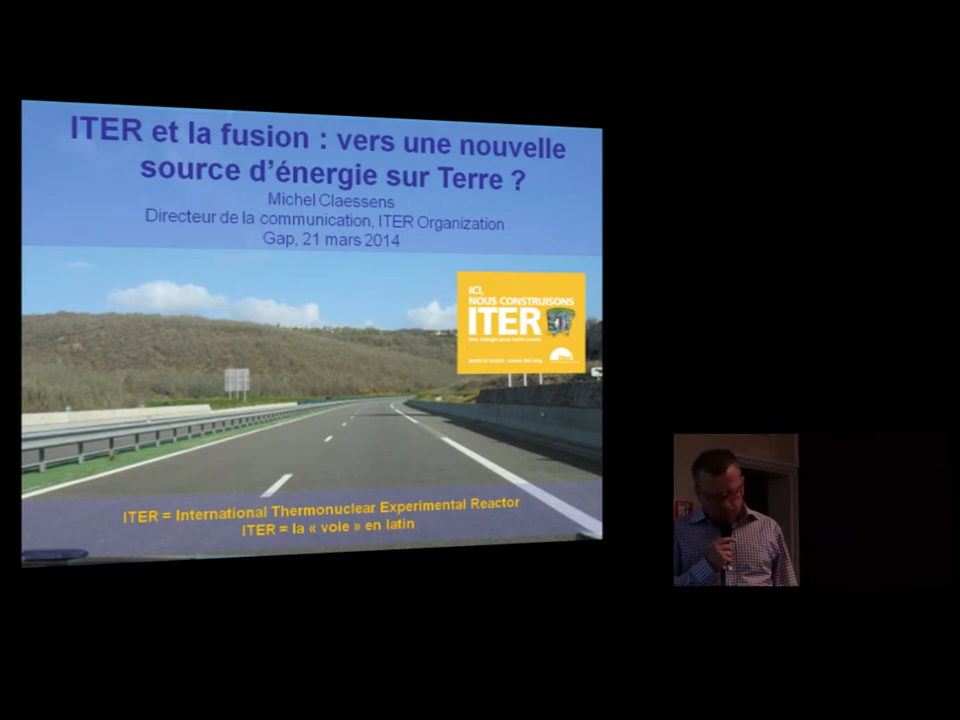 ITER et la fusion : vers une nouvelle
source d'énergie sur Terre ?
Michel Claessens
Directeur de la communication, ITER Organization
Gap, 21 mars 2014
ICI,
NOUS CONSTRUISONS
ITER
ITER = International Thermonuclear Experimental Reactor
ITER = la « voie » en latin